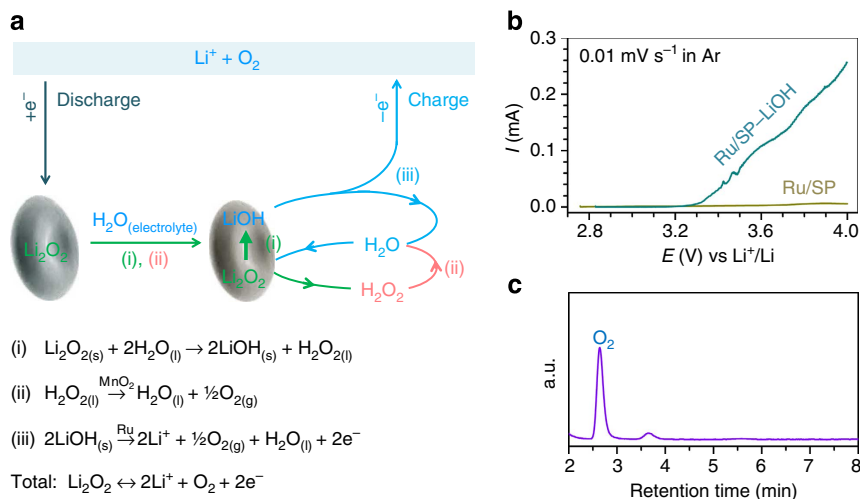 a
Li⁺ + O₂
+e⁻
Discharge
−e⁻
Charge
Li₂O₂
H₂O(electrolyte)
(i), (ii)
LiOH
(i)
Li₂O₂
(iii)
H₂O
(ii)
H₂O₂
(i) Li₂O₂(s) + 2H₂O(l) → 2LiOH(s) + H₂O₂(l)
MnO₂
(ii) H₂O₂(l) → H₂O(l) + ½O₂(g)
Ru
(iii) 2LiOH(s) → 2Li⁺ + ½O₂(g) + H₂O(l) + 2e⁻
Total: Li₂O₂ ↔ 2Li⁺ + O₂ + 2e⁻
b
0.01 mV s⁻¹ in Ar
Ru/SP–LiOH
Ru/SP
I (mA)
0.3
0.2
0.1
0.0
2.8 3.2 3.6 4.0
E (V) vs Li⁺/Li
c
O₂
a.u.
2 3 4 5 6 7 8
Retention time (min)